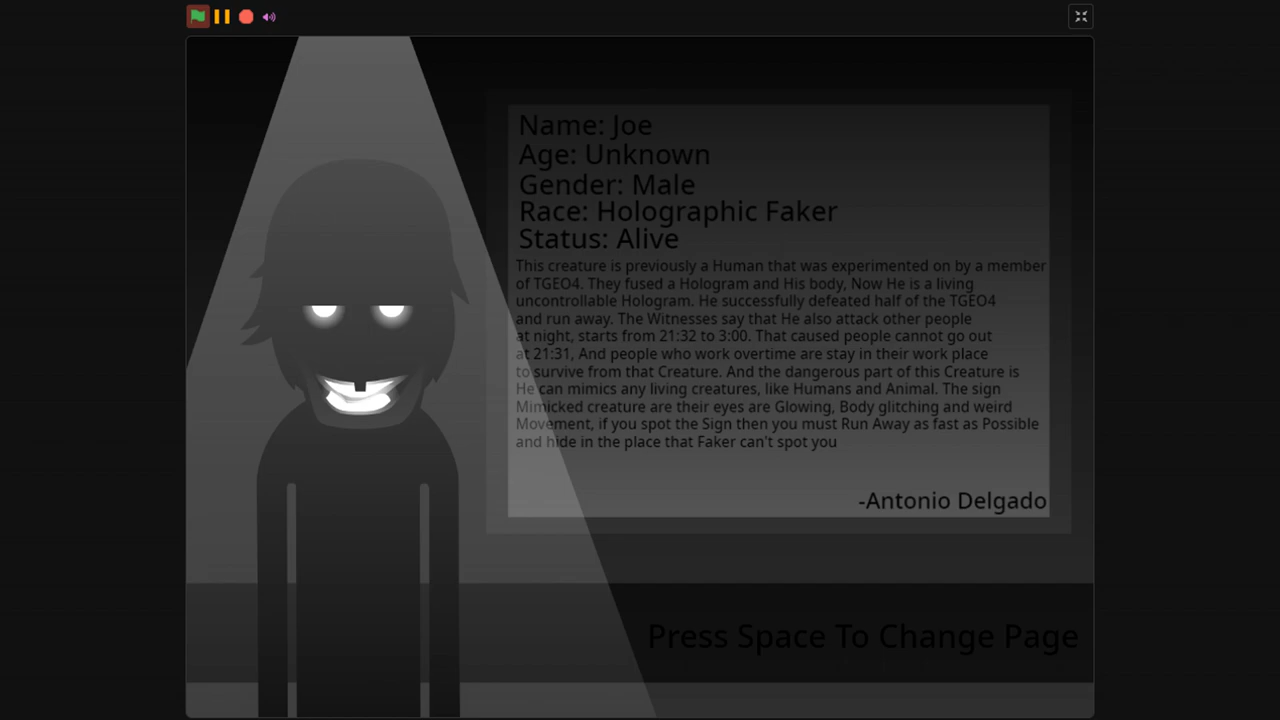 Name: Joe
Age: Unknown
Gender: Male
Race: Holographic Faker
Status: Alive
This creature is previously a Human that was experimented on by a member
of TGEO4. They fused a Hologram and His body, Now He is a living
uncontrollable Hologram. He successfully defeated half of the TGEO4
and run away. The Witnesses say that He also attack other people
at night, starts from 21:32 to 3:00. That caused people cannot go out
at 21:31, And people who work overtime are stay in their work place
to survive from that Creature. And the dangerous part of this Creature is
He can mimics any living creatures, like Humans and Animal. The sign
Mimicked creature are their eyes are Glowing, Body glitching and weird
Movement, if you spot the Sign then you must Run Away as fast as Possible
and hide in the place that Faker can't spot you
-Antonio Delgado
Press Space To Change Page